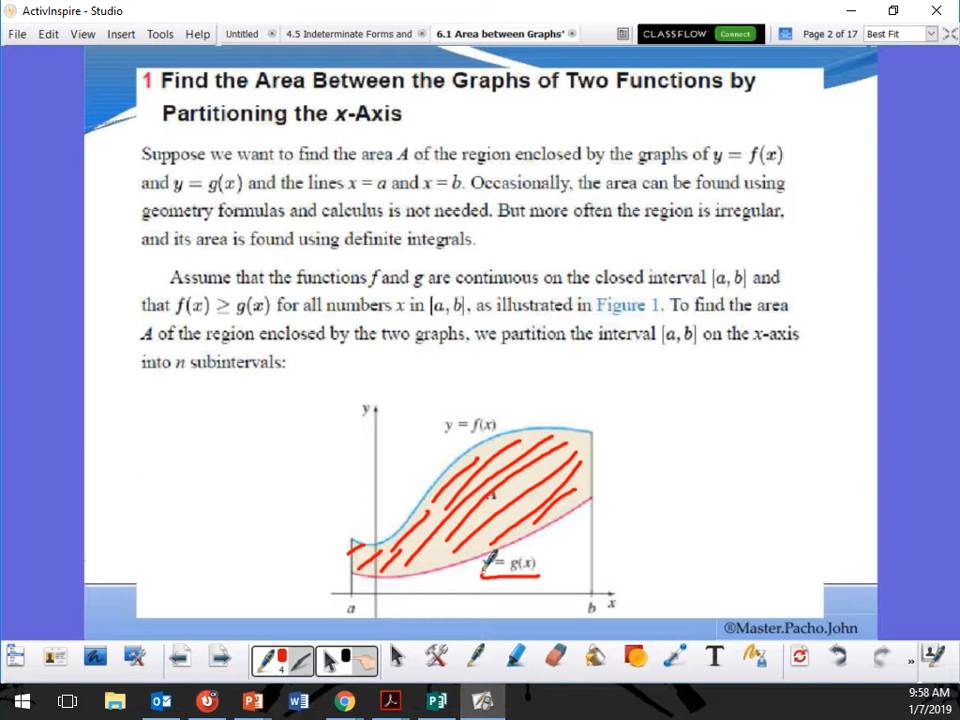 ActivInspire - Studio
File Edit View Insert Tools Help
Untitled
4.5 Indeterminate Forms and
6.1 Area between Graphs*
CLASSFLOW Connect
Page 2 of 17
Best Fit
1 Find the Area Between the Graphs of Two Functions by
Partitioning the x-Axis
Suppose we want to find the area A of the region enclosed by the graphs of y = f(x)
and y = g(x) and the lines x = a and x = b. Occasionally, the area can be found using
geometry formulas and calculus is not needed. But more often the region is irregular,
and its area is found using definite integrals.
Assume that the functions f and g are continuous on the closed interval [a, b] and
that f(x) ≥ g(x) for all numbers x in [a, b], as illustrated in Figure 1. To find the area
A of the region enclosed by the two graphs, we partition the interval [a, b] on the x-axis
into n subintervals:
y
y = f(x)
A
= g(x)
a
b
x
®Master.Pacho.John
4
T
»
9:58 AM
1/7/2019